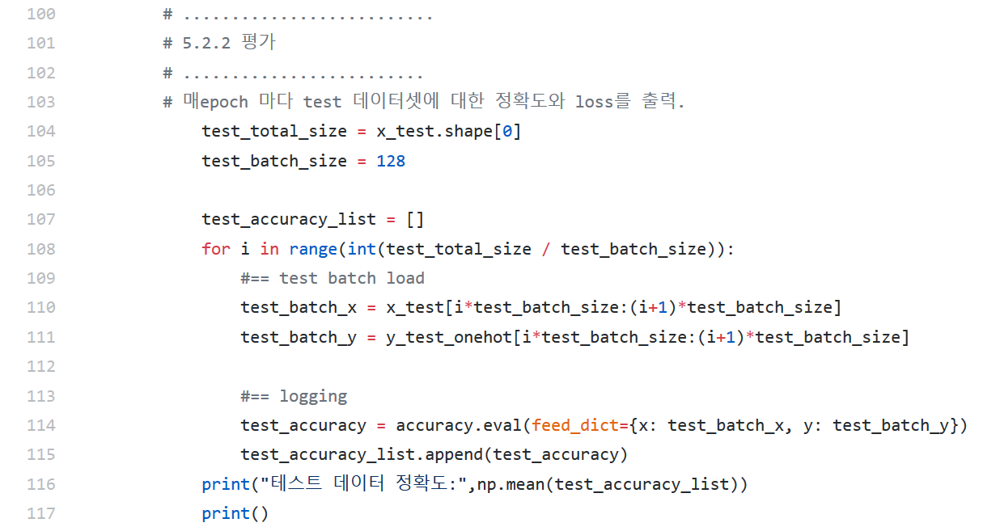 100 # ..........................
101 # 5.2.2 평가
102 # .........................
103 # 매epoch 마다 test 데이터셋에 대한 정확도와 loss를 출력.
104 test_total_size = x_test.shape[0]
105 test_batch_size = 128
106
107 test_accuracy_list = []
108 for i in range(int(test_total_size / test_batch_size)):
109 #== test batch load
110 test_batch_x = x_test[i*test_batch_size:(i+1)*test_batch_size]
111 test_batch_y = y_test_onehot[i*test_batch_size:(i+1)*test_batch_size]
112
113 #== logging
114 test_accuracy = accuracy.eval(feed_dict={x: test_batch_x, y: test_batch_y})
115 test_accuracy_list.append(test_accuracy)
116 print("테스트 데이터 정확도:",np.mean(test_accuracy_list))
117 print()